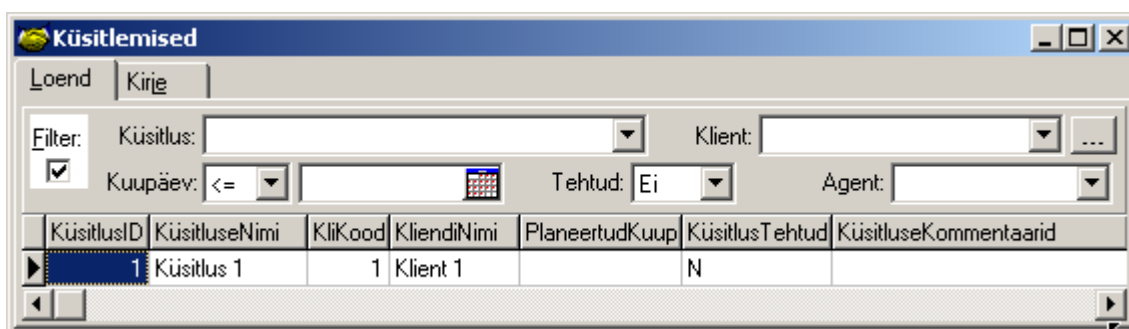 Küsitlemised
Loend Kirje
Filter: Küsitlus: Klient: ...
Kuupäev: <= Tehtud: Ei Agent:
KüsitlusID KüsitluseNimi KliKood KliendiNimi PlaneertudKuup KüsitlusTehtud KüsitluseKommentaarid
1 Küsitlus 1 1 Klient 1 N